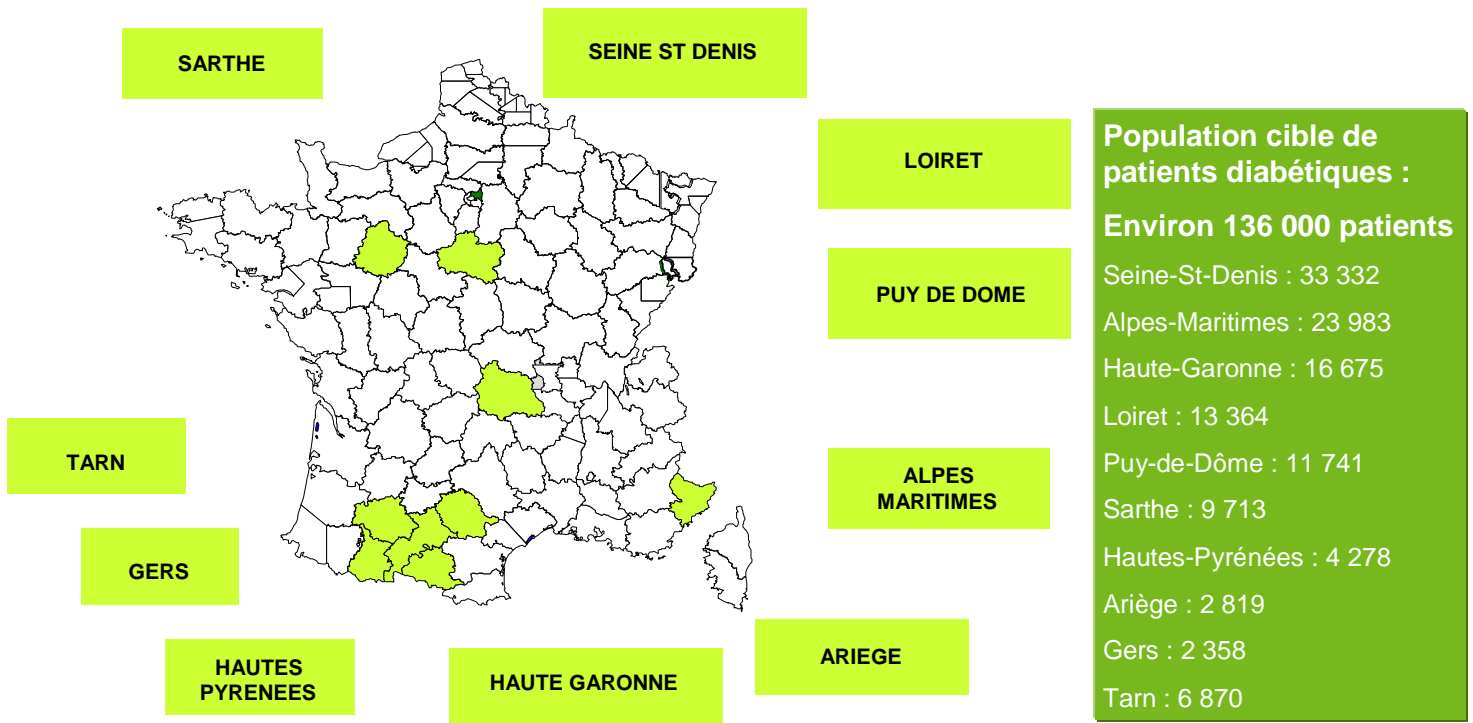 SARTHE
SEINE ST DENIS
LOIRET
PUY DE DOME
TARN
ALPES
MARITIMES
GERS
HAUTES
PYRENEES
HAUTE GARONNE
ARIEGE
Population cible de
patients diabétiques :
Environ 136 000 patients
Seine-St-Denis : 33 332
Alpes-Maritimes : 23 983
Haute-Garonne : 16 675
Loiret : 13 364
Puy-de-Dôme : 11 741
Sarthe : 9 713
Hautes-Pyrénées : 4 278
Ariège : 2 819
Gers : 2 358
Tarn : 6 870